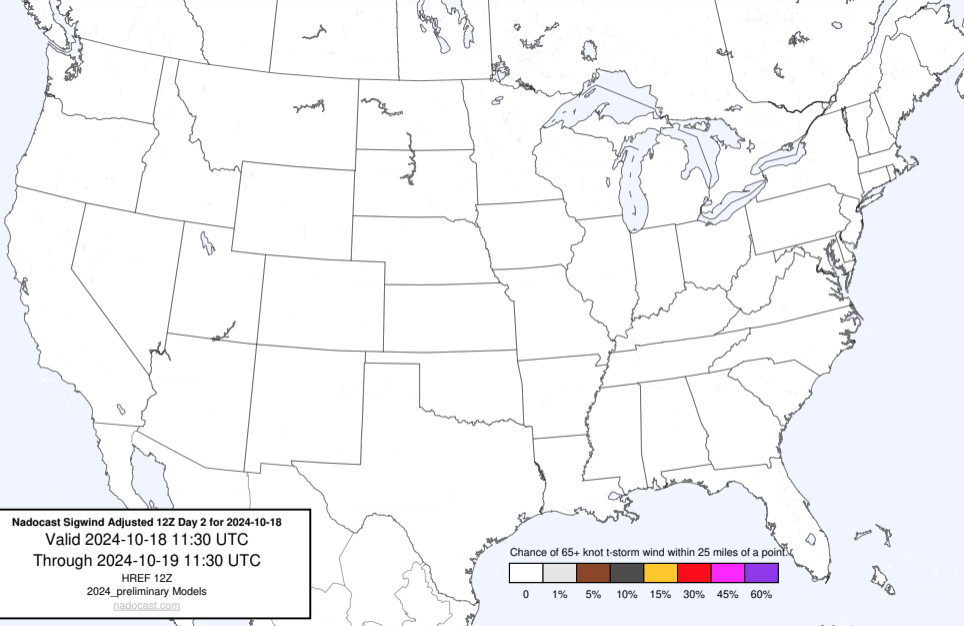 Nadocast Sigwind Adjusted 12Z Day 2 for 2024-10-18
Valid 2024-10-18 11:30 UTC
Through 2024-10-19 11:30 UTC
HREF 12Z
2024_preliminary Models
nadocast.com
Chance of 65+ knot t-storm wind within 25 miles of a point.
0 1% 5% 10% 15% 30% 45% 60%